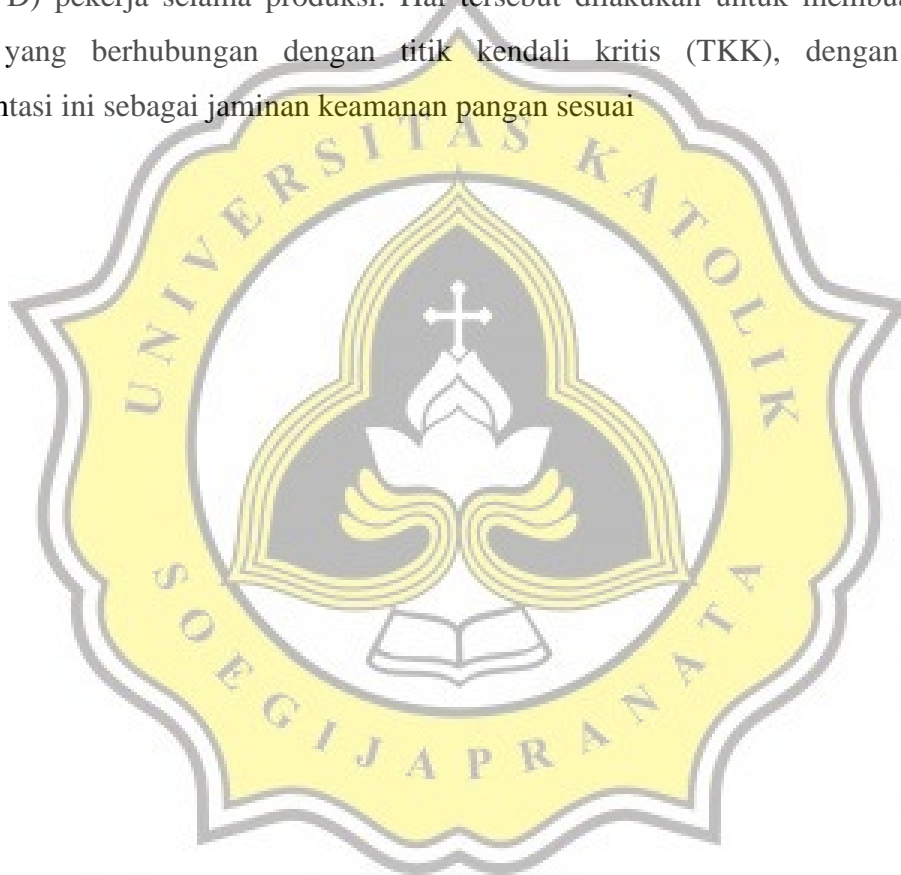 D) pekerja selama produksi. Hal tersebut dilakukan untuk membua
yang berhubungan dengan titik kendali kritis (TKK), dengan
ntasi ini sebagai jaminan keamanan pangan sesuai
UNIVERSITAS KATOLIK
SOEGIJAPRANATA